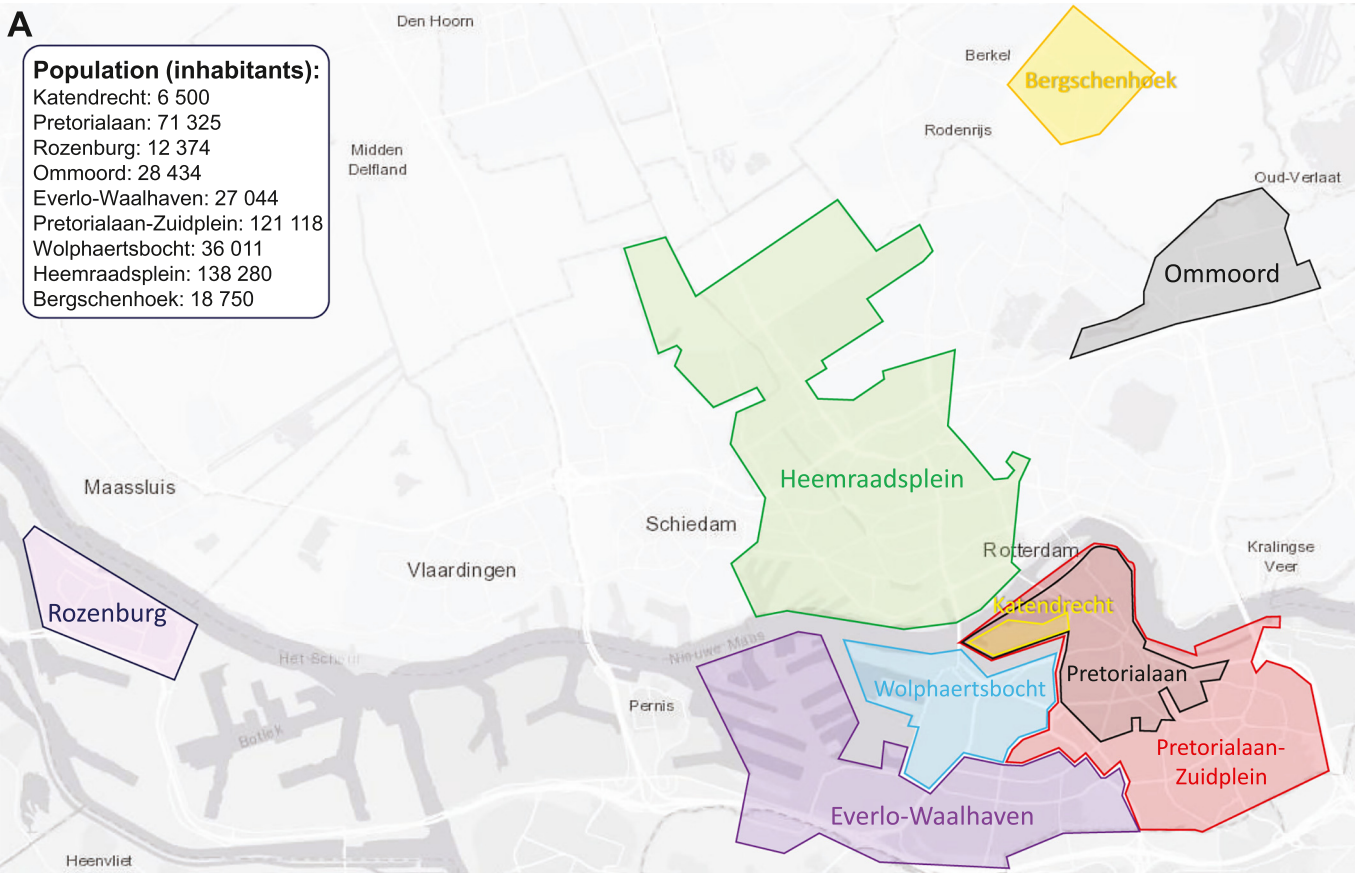 A
Population (inhabitants):
Katendrecht: 6 500
Pretorialaan: 71 325
Rozenburg: 12 374
Ommoord: 28 434
Everlo-Waalhaven: 27 044
Pretorialaan-Zuidplein: 121 118
Wolphaertsbocht: 36 011
Heemraadsplein: 138 280
Bergschenhoek: 18 750
Den Hoorn
Berkel
Bergschenhoek
Rodenrijs
Midden
Delfland
Oud-Verlaat
Ommoord
Heemraadsplein
Maassluis
Schiedam
Rotterdam
Kralingse
Veer
Vlaardingen
Katendrecht
Rozenburg
Nieuwe Maas
Het Scheur
Pretorialaan
Wolphaertsbocht
Pernis
Botlek
Pretorialaan-
Zuidplein
Everlo-Waalhaven
Heenvliet